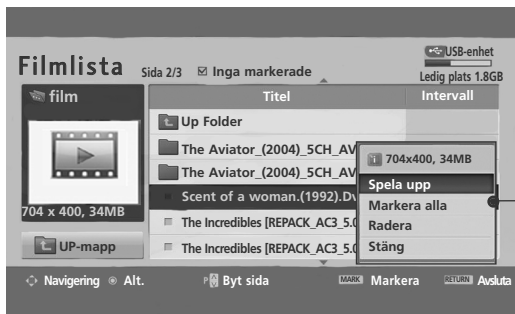 Filmlista
Sida 2/3
Inga markerade
USB-enhet
Ledig plats 1.8GB
film
704 x 400, 34MB
UP-mapp
Titel
Intervall
Up Folder
The Aviator_(2004)_5CH_AV
The Aviator_(2004)_5CH_AV
Scent of a woman.(1992).Dv
The Incredibles [REPACK_AC3_5.0
The Incredibles [REPACK_AC3_5.0
704x400, 34MB
Spela upp
Markera alla
Radera
Stäng
Navigering
Alt.
P Byt sida
MARK Markera
RETURN Avsluta